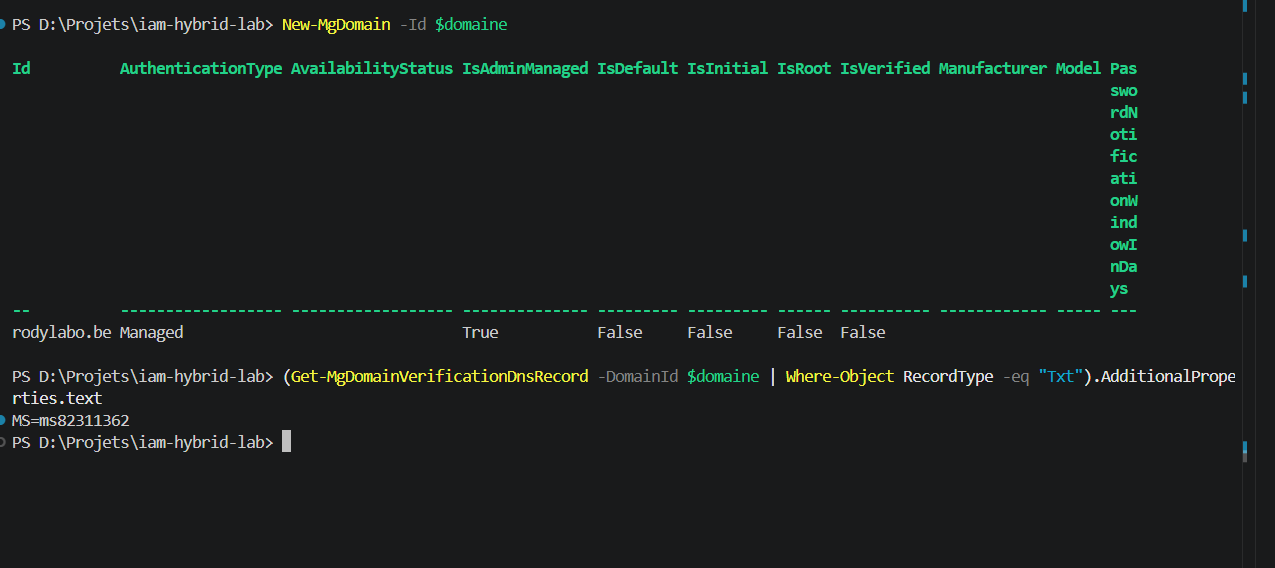 PS D:\Projets\iam-hybrid-lab> New-MgDomain -Id $domaine
Id AuthenticationType AvailabilityStatus IsAdminManaged IsDefault IsInitial IsRoot IsVerified Manufacturer Model Pas
swo
rdN
oti
fic
ati
onW
ind
owI
nDa
ys
-- ------------------ ------------------ -------------- --------- --------- ------ ---------- ------------ ----- ---
rodylabo.be Managed True False False False False
PS D:\Projets\iam-hybrid-lab> (Get-MgDomainVerificationDnsRecord -DomainId $domaine | Where-Object RecordType -eq "Txt").AdditionalPrope
rties.text
MS=ms82311362
PS D:\Projets\iam-hybrid-lab>